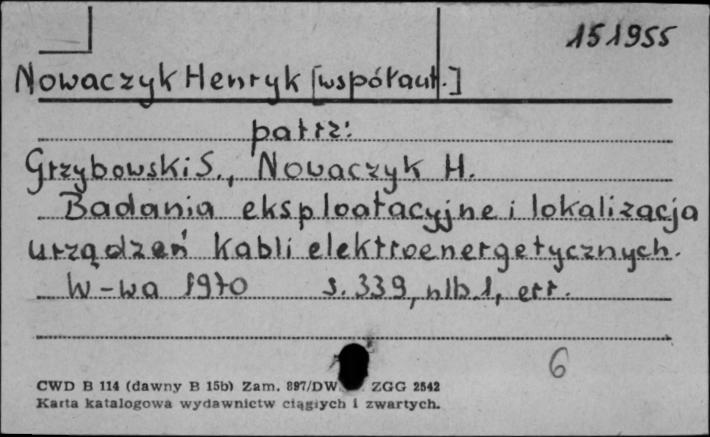 151955
Nowaczyk Henryk [współaut.]
patrz:
Grzybowski S., Nowaczyk H.
Badania eksploatacyjne i lokalizacja
urządzeń kabli elektroenergetycznych.
W-wa 1970 s. 339, nlb. 1, err.
6
CWD B 114 (dawny B 15b) Zam. 897/DW ZGG 2542
Karta katalogowa wydawnictw ciągłych i zwartych.